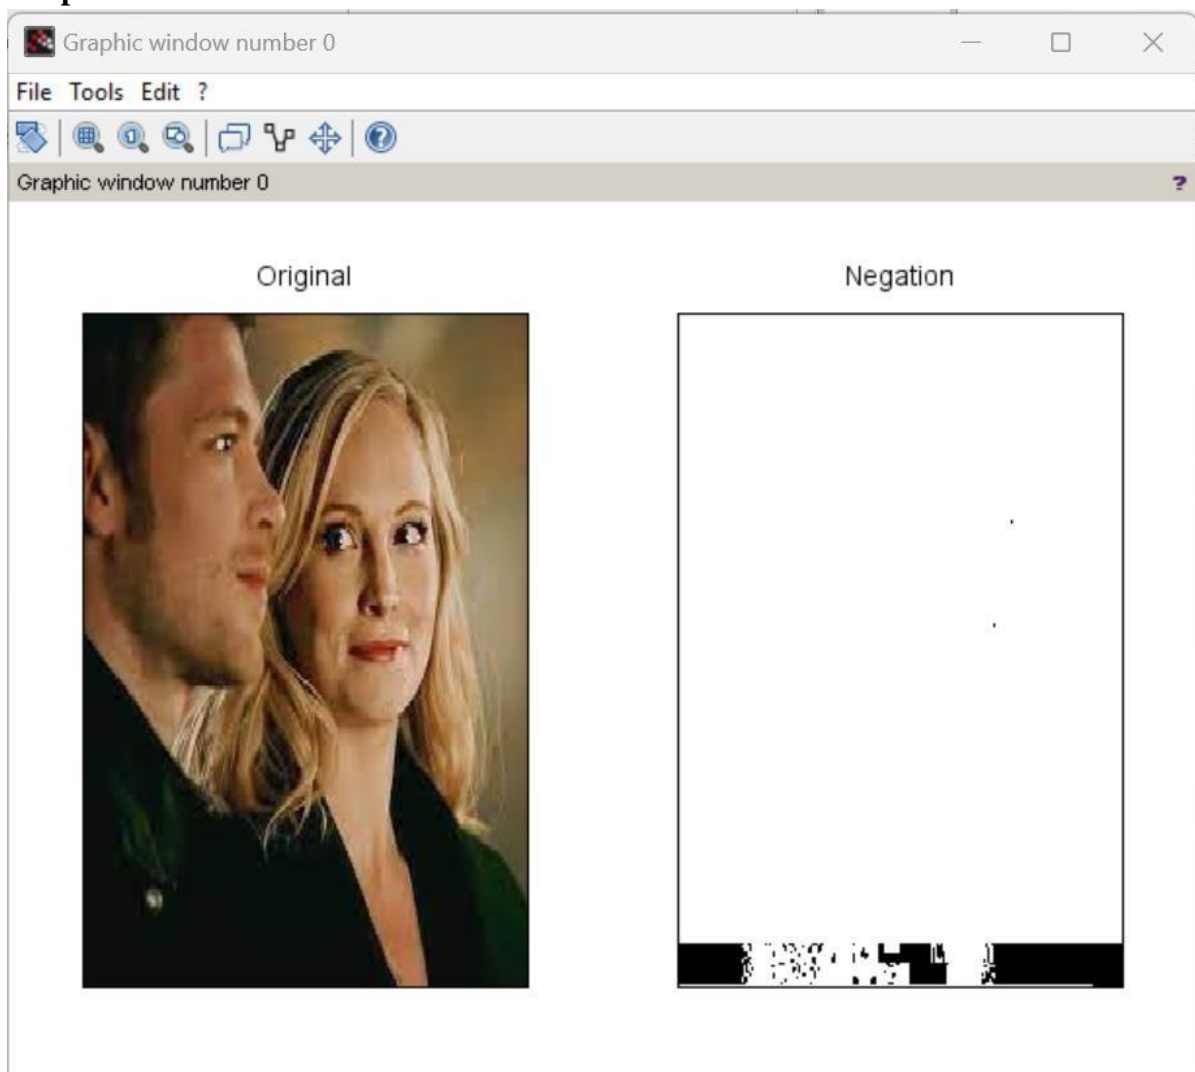 Graphic window number 0
File Tools Edit ?
Graphic window number 0 ?
Original Negation